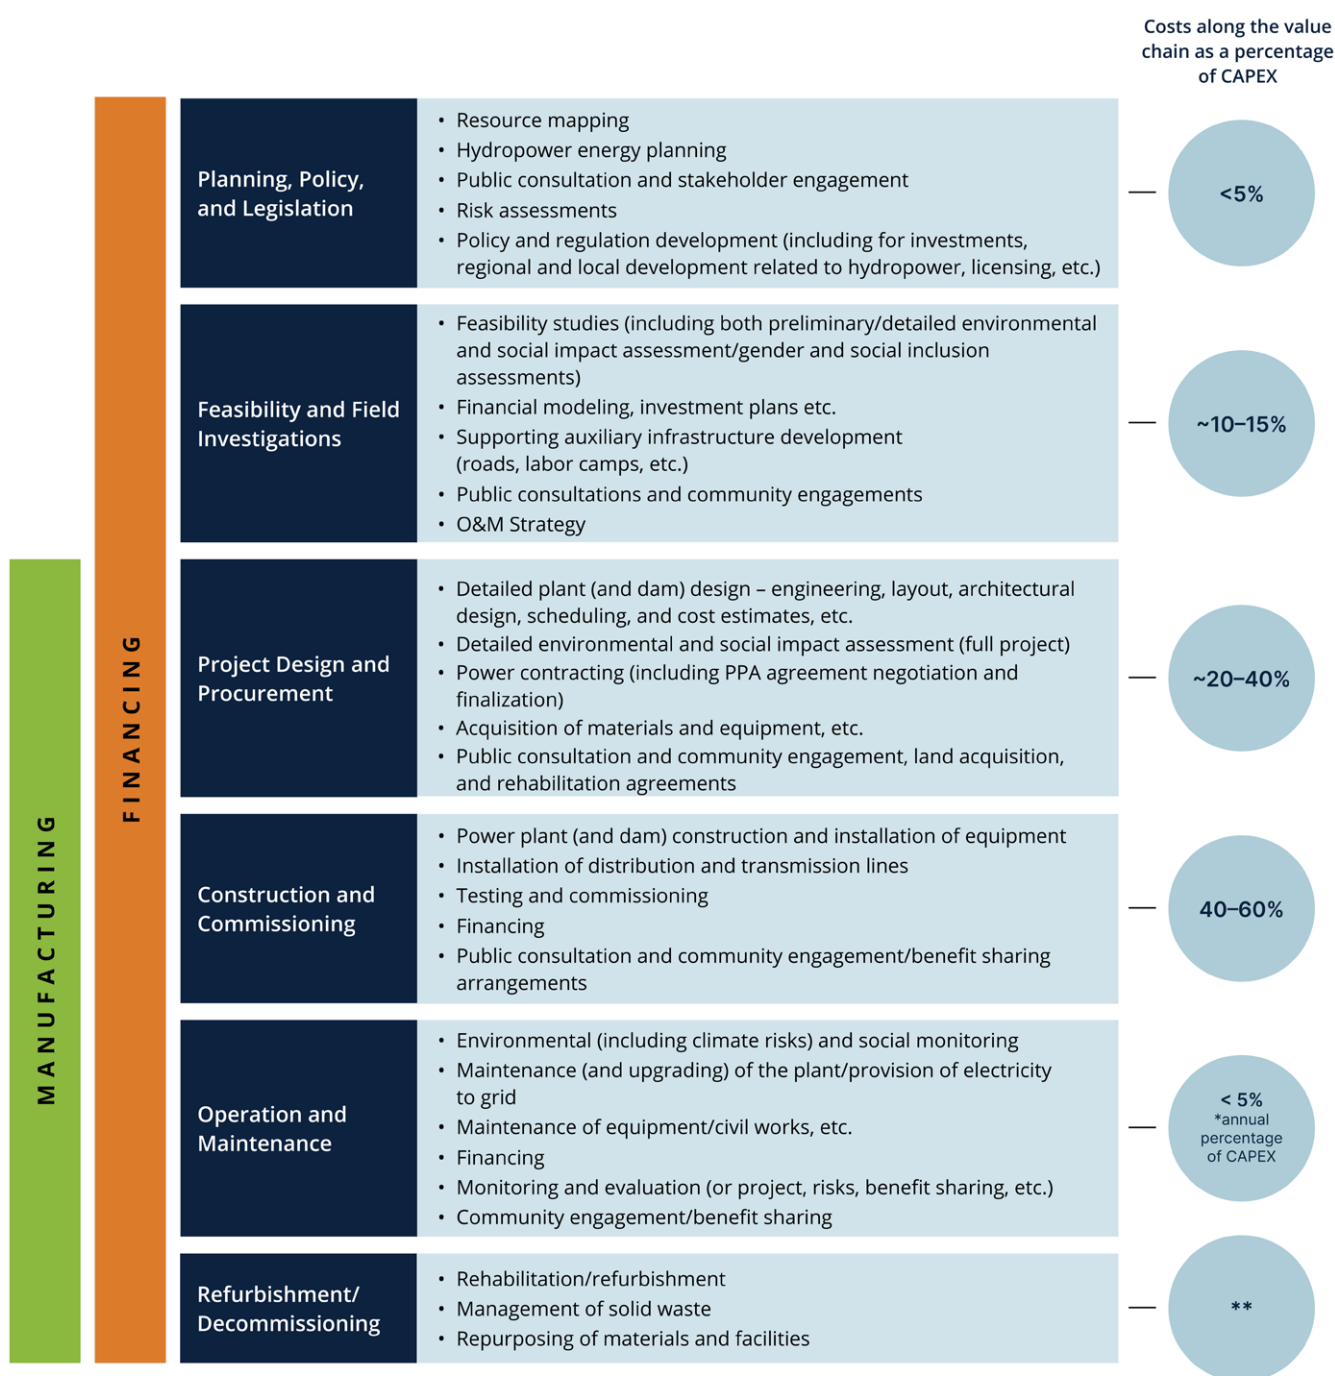 Costs along the value
chain as a percentage
of CAPEX
MANUFACTURING
FINANCING
Planning, Policy,
and Legislation
• Resource mapping
• Hydropower energy planning
• Public consultation and stakeholder engagement
• Risk assessments
• Policy and regulation development (including for investments,
regional and local development related to hydropower, licensing, etc.)
<5%
Feasibility and Field
Investigations
• Feasibility studies (including both preliminary/detailed environmental
and social impact assessment/gender and social inclusion
assessments)
• Financial modeling, investment plans etc.
• Supporting auxiliary infrastructure development
(roads, labor camps, etc.)
• Public consultations and community engagements
• O&M Strategy
~10–15%
Project Design and
Procurement
• Detailed plant (and dam) design – engineering, layout, architectural
design, scheduling, and cost estimates, etc.
• Detailed environmental and social impact assessment (full project)
• Power contracting (including PPA agreement negotiation and
finalization)
• Acquisition of materials and equipment, etc.
• Public consultation and community engagement, land acquisition,
and rehabilitation agreements
~20–40%
Construction and
Commissioning
• Power plant (and dam) construction and installation of equipment
• Installation of distribution and transmission lines
• Testing and commissioning
• Financing
• Public consultation and community engagement/benefit sharing
arrangements
40–60%
Operation and
Maintenance
• Environmental (including climate risks) and social monitoring
• Maintenance (and upgrading) of the plant/provision of electricity
to grid
• Maintenance of equipment/civil works, etc.
• Financing
• Monitoring and evaluation (or project, risks, benefit sharing, etc.)
• Community engagement/benefit sharing
< 5%
*annual
percentage
of CAPEX
Refurbishment/
Decommissioning
• Rehabilitation/refurbishment
• Management of solid waste
• Repurposing of materials and facilities
**